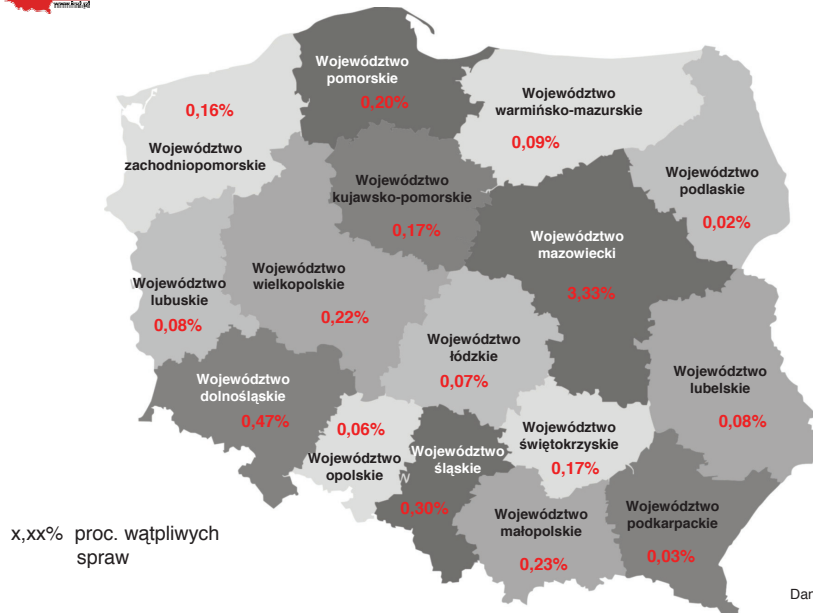 Województwo
pomorskie
0,20%
0,16%
Województwo
zachodniopomorskie
Województwo
warmińsko-mazurskie
0,09%
Województwo
podlaskie
0,02%
Województwo
kujawsko-pomorskie
0,17%
Województwo
mazowiecki
3,33%
Województwo
lubuskie
0,08%
Województwo
wielkopolskie
0,22%
Województwo
łódzkie
0,07%
Województwo
lubelskie
0,08%
Województwo
dolnośląskie
0,47%
0,06%
Województwo
opolskie
Województwo
śląskie
0,30%
Województwo
świętokrzyskie
0,17%
Województwo
małopolskie
0,23%
Województwo
podkarpackie
0,03%
x,xx% proc. wątpliwych
spraw
Dar